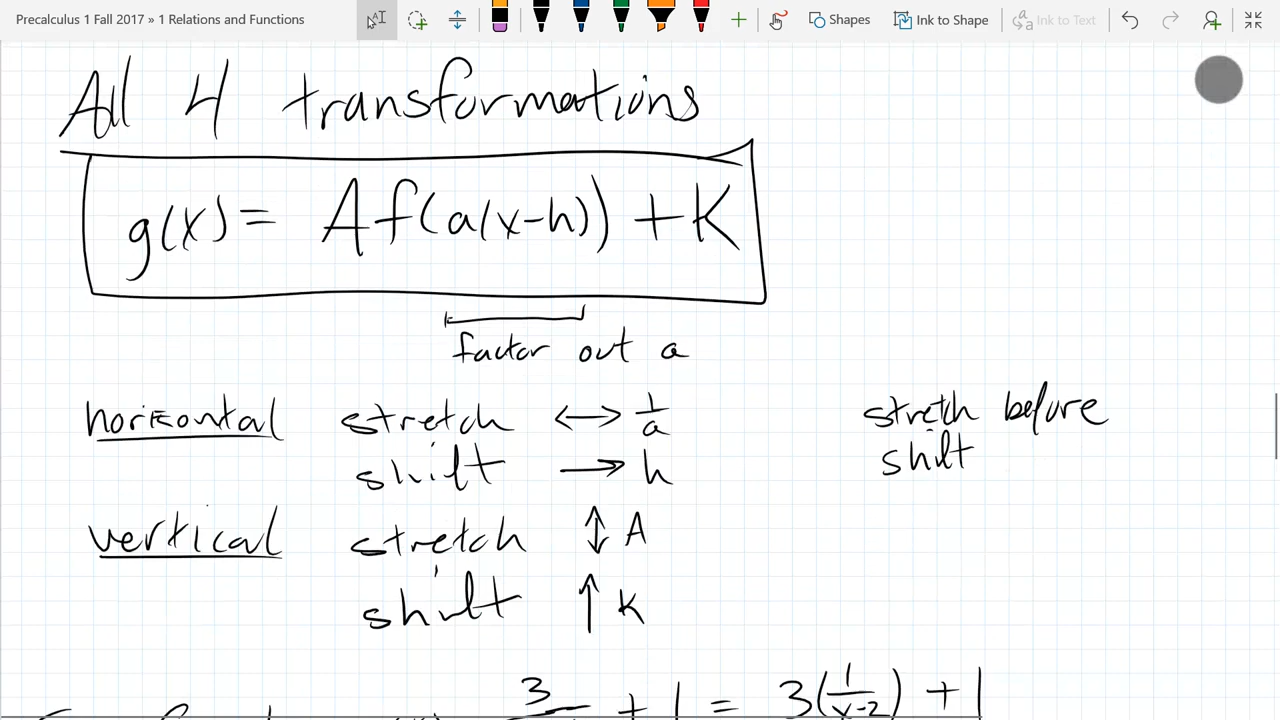 Precalculus 1 Fall 2017 » 1 Relations and Functions
Shapes Ink to Shape Ink to Text
All 4 transformations
g(x) = A f(a(x-h)) + K
factor out a
horizontal stretch ↔ 1/a
shift → h
stretch before
shift
vertical stretch ↕ A
shift ↑ K
3 + 1 = 3(1/(x-2)) + 1